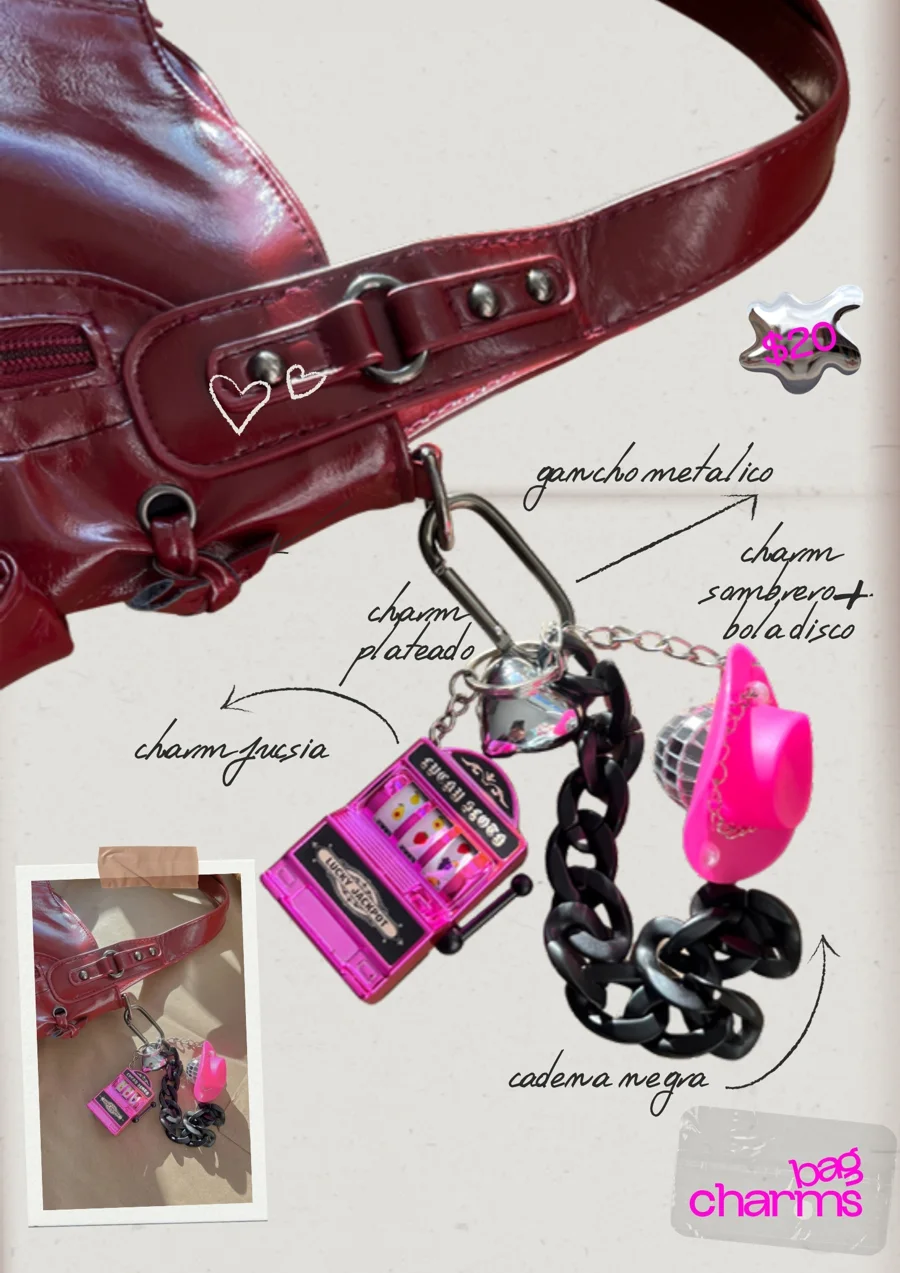 B
$20
gancho metalico
charm
sombrero+
bola disco
charm
plateado
charm fucsia
LUCKY JACKPOT
cadena negra
bag
charms